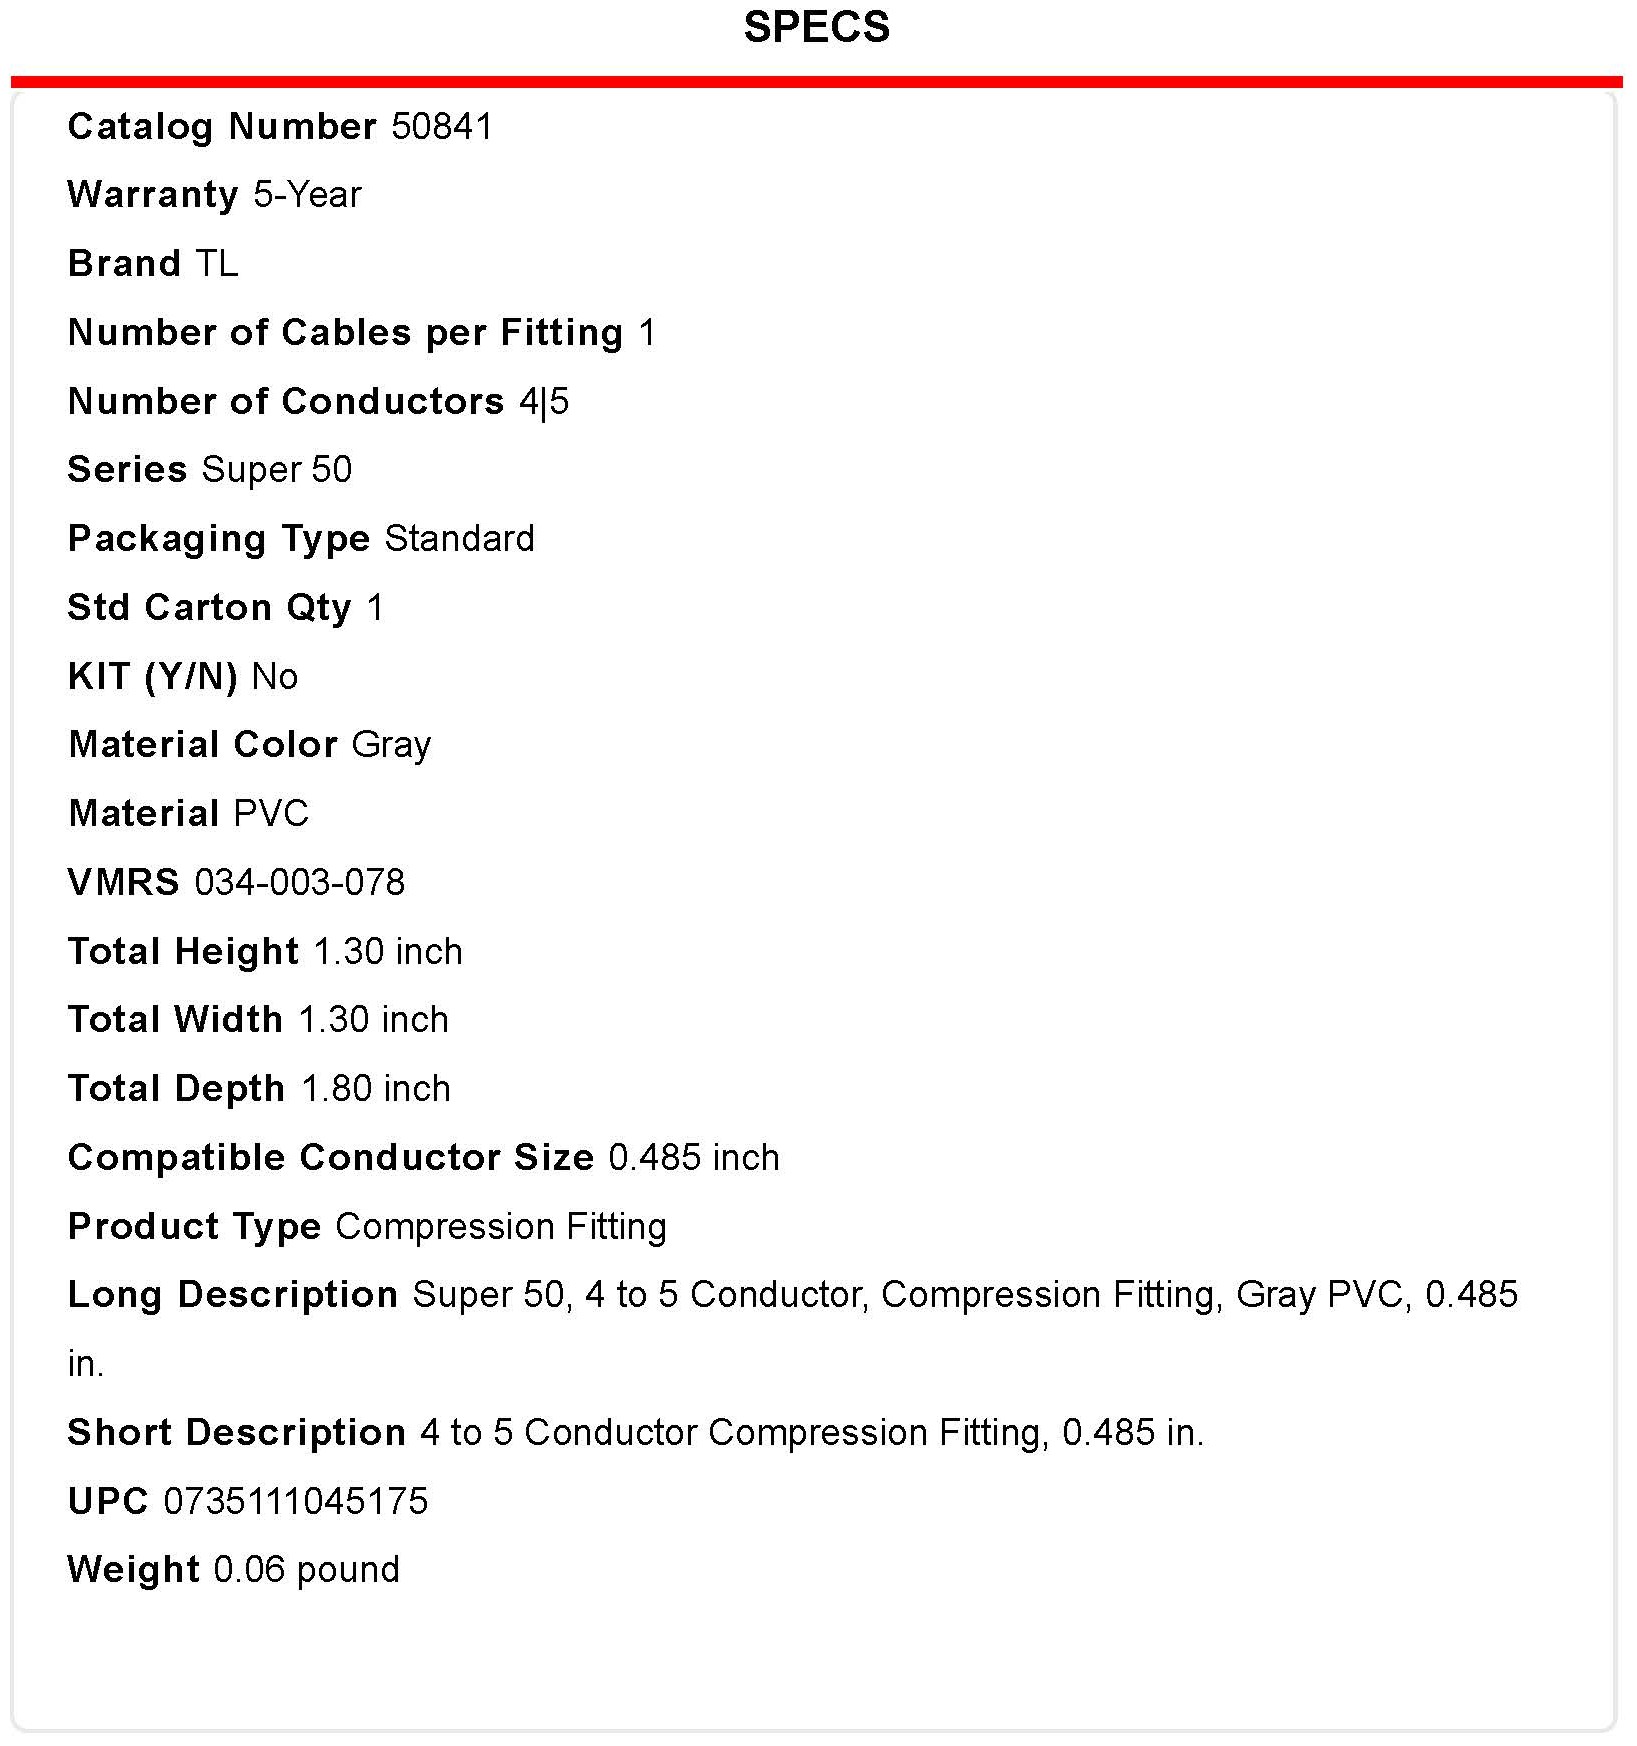 SPECS
Catalog Number 50841
Warranty 5-Year
Brand TL
Number of Cables per Fitting 1
Number of Conductors 4|5
Series Super 50
Packaging Type Standard
Std Carton Qty 1
KIT (Y/N) No
Material Color Gray
Material PVC
VMRS 034-003-078
Total Height 1.30 inch
Total Width 1.30 inch
Total Depth 1.80 inch
Compatible Conductor Size 0.485 inch
Product Type Compression Fitting
Long Description Super 50, 4 to 5 Conductor, Compression Fitting, Gray PVC, 0.485
in.
Short Description 4 to 5 Conductor Compression Fitting, 0.485 in.
UPC 0735111045175
Weight 0.06 pound